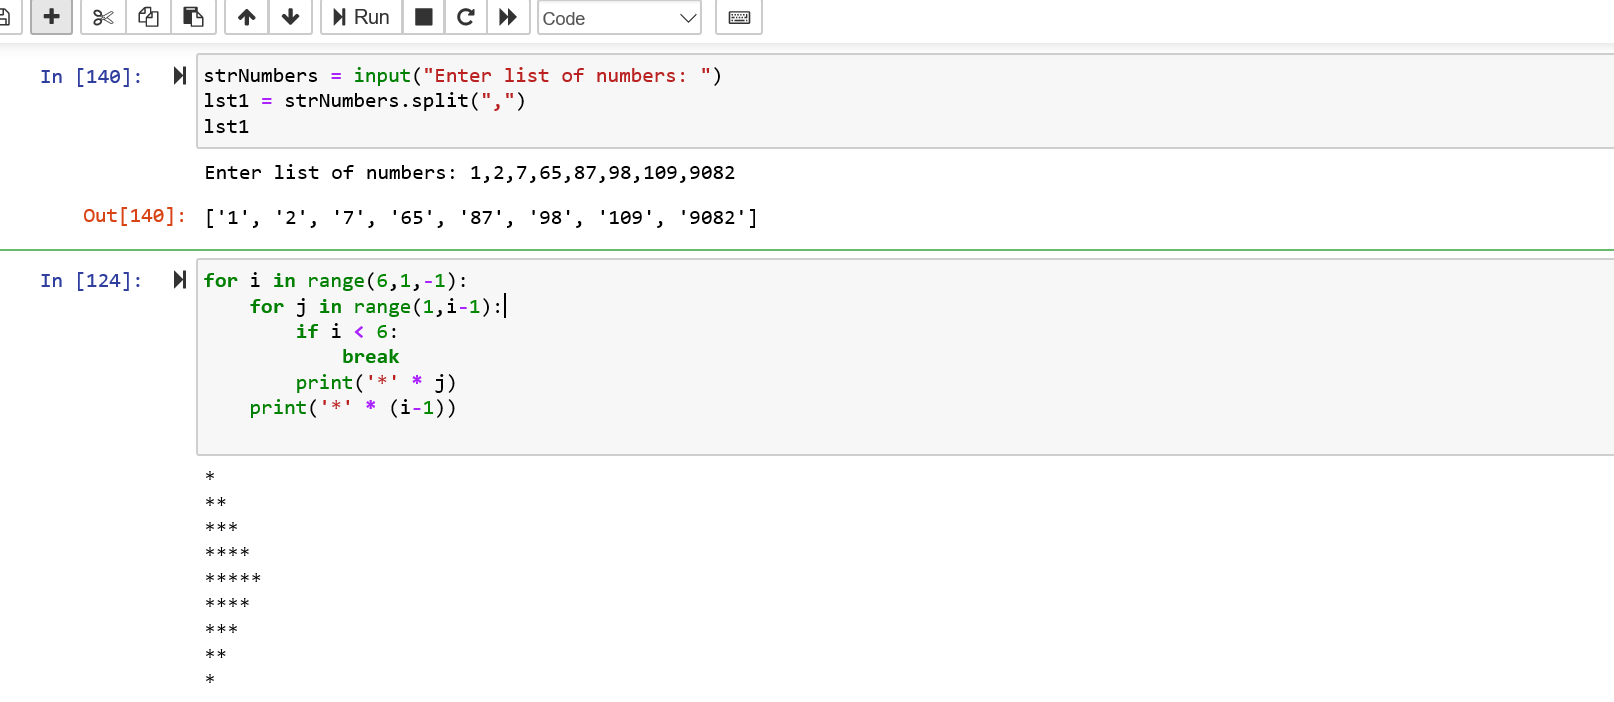 Run Code
In [140]:
strNumbers = input("Enter list of numbers: ")
lst1 = strNumbers.split(",")
lst1
Enter list of numbers: 1,2,7,65,87,98,109,9082
Out[140]: ['1', '2', '7', '65', '87', '98', '109', '9082']
In [124]:
for i in range(6,1,-1):
    for j in range(1,i-1):
        if i < 6:
            break
        print('*' * j)
    print('*' * (i-1))
*
**
***
****
*****
****
***
**
*